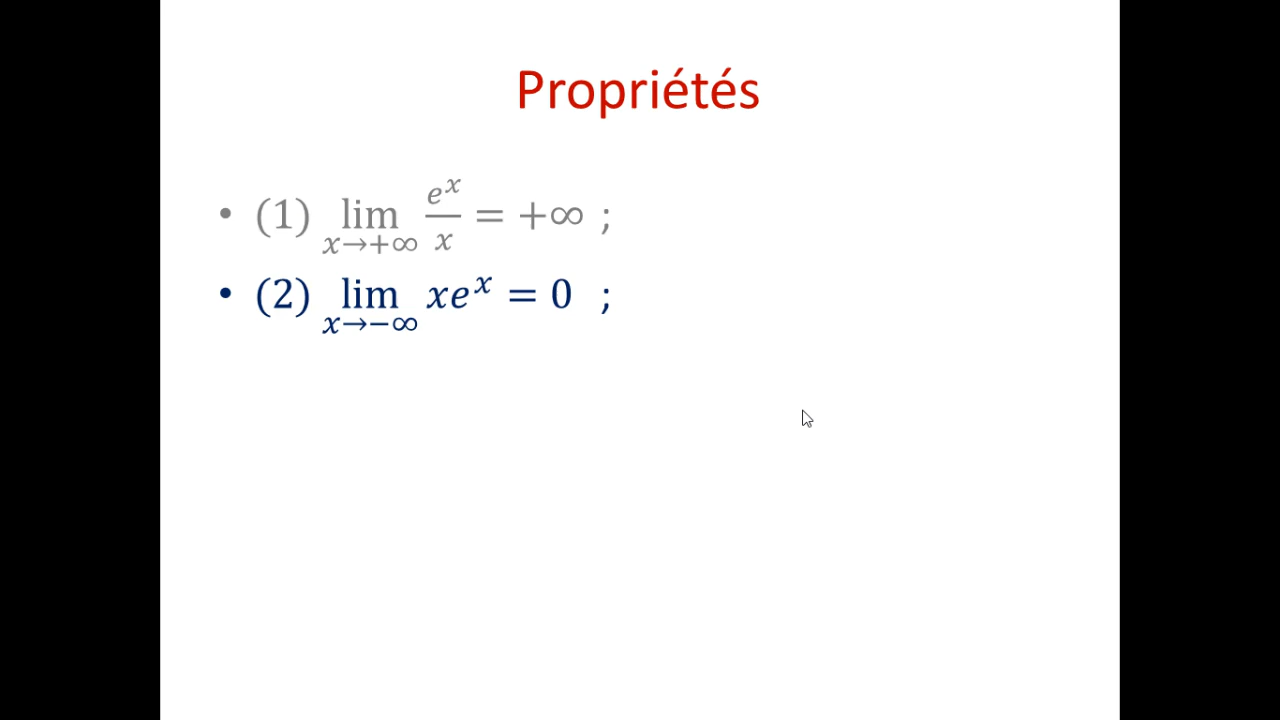 Propriétés
• (1) lim_{x→+∞} e^x/x = +∞ ;
• (2) lim_{x→−∞} xe^x = 0 ;